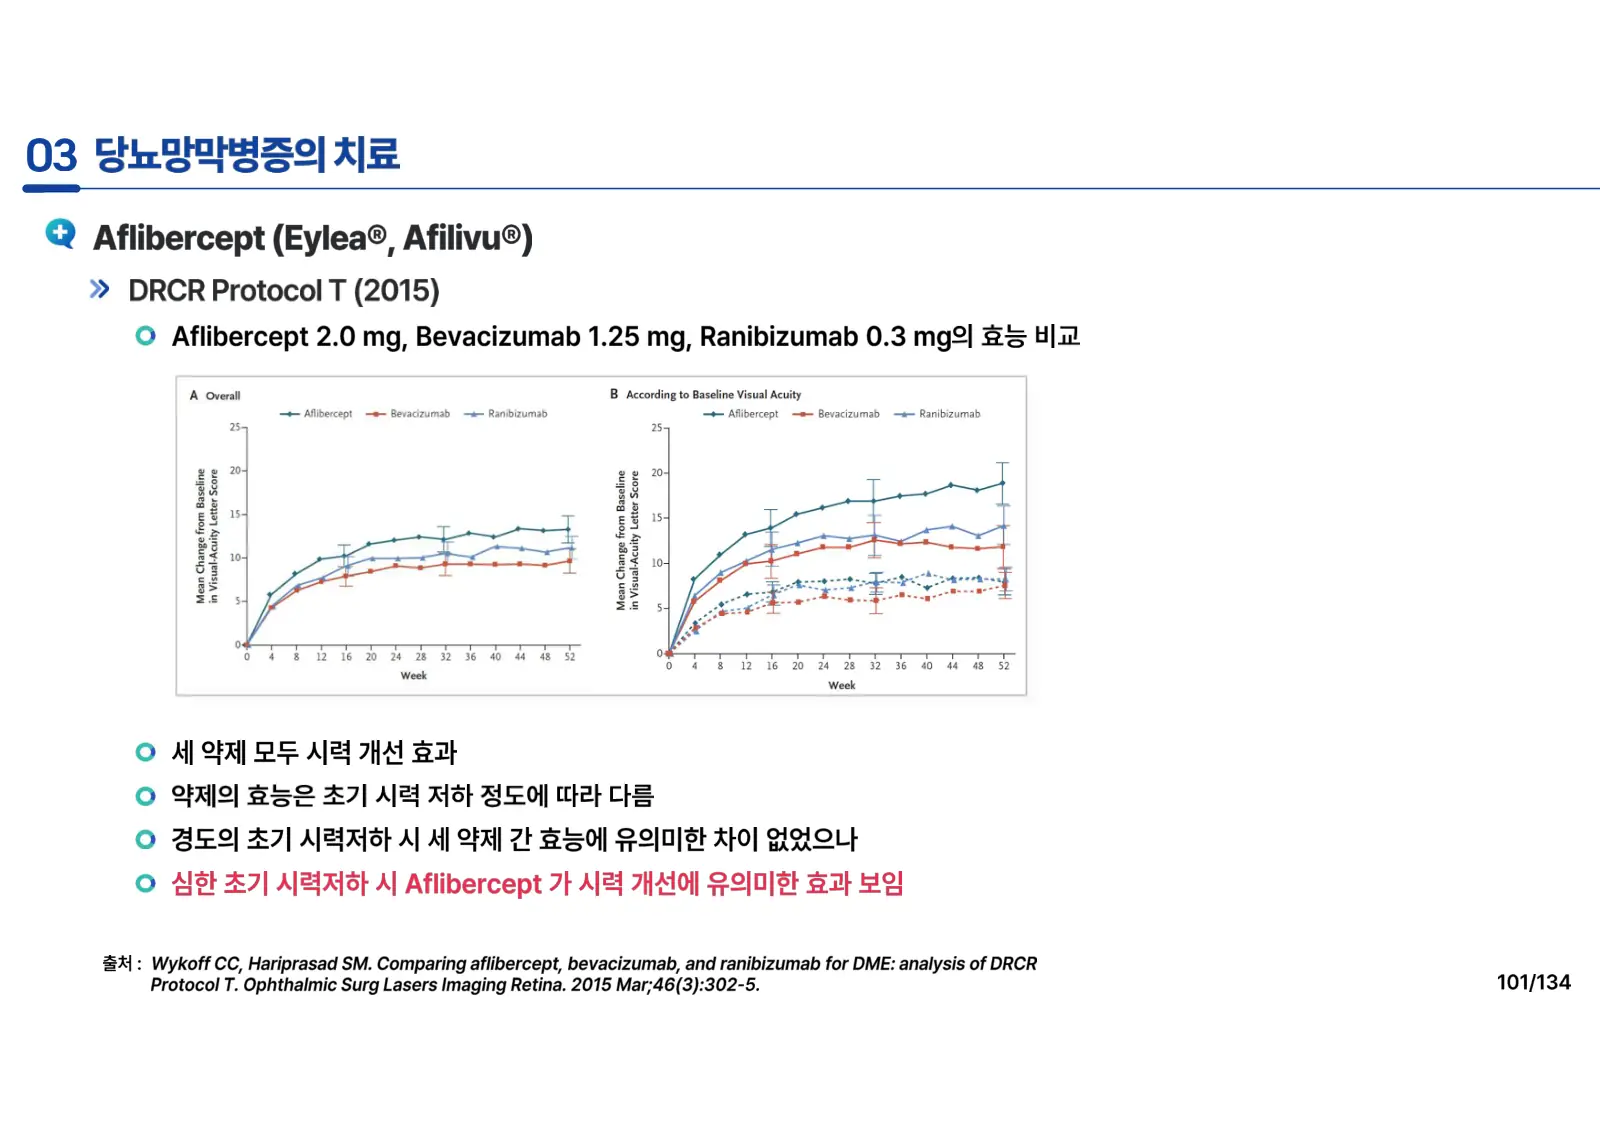 03 당뇨망막병증의 치료
Aflibercept (Eylea®, Afilivu®)
DRCR Protocol T (2015)
Aflibercept 2.0 mg, Bevacizumab 1.25 mg, Ranibizumab 0.3 mg의 효능 비교
A Overall
Aflibercept Bevacizumab Ranibizumab
Mean Change from Baseline
in Visual-Acuity Letter Score
25
20
15
10
5
0
0 4 8 12 16 20 24 28 32 36 40 44 48 52
Week
B According to Baseline Visual Acuity
Aflibercept Bevacizumab Ranibizumab
Mean Change from Baseline
in Visual-Acuity Letter Score
25
20
15
10
5
0
0 4 8 12 16 20 24 28 32 36 40 44 48 52
Week
세 약제 모두 시력 개선 효과
약제의 효능은 초기 시력 저하 정도에 따라 다름
경도의 초기 시력저하 시 세 약제 간 효능에 유의미한 차이 없었으나
심한 초기 시력저하 시 Aflibercept 가 시력 개선에 유의미한 효과 보임
출처 : Wykoff CC, Hariprasad SM. Comparing aflibercept, bevacizumab, and ranibizumab for DME: analysis of DRCR
Protocol T. Ophthalmic Surg Lasers Imaging Retina. 2015 Mar;46(3):302-5.
101/134